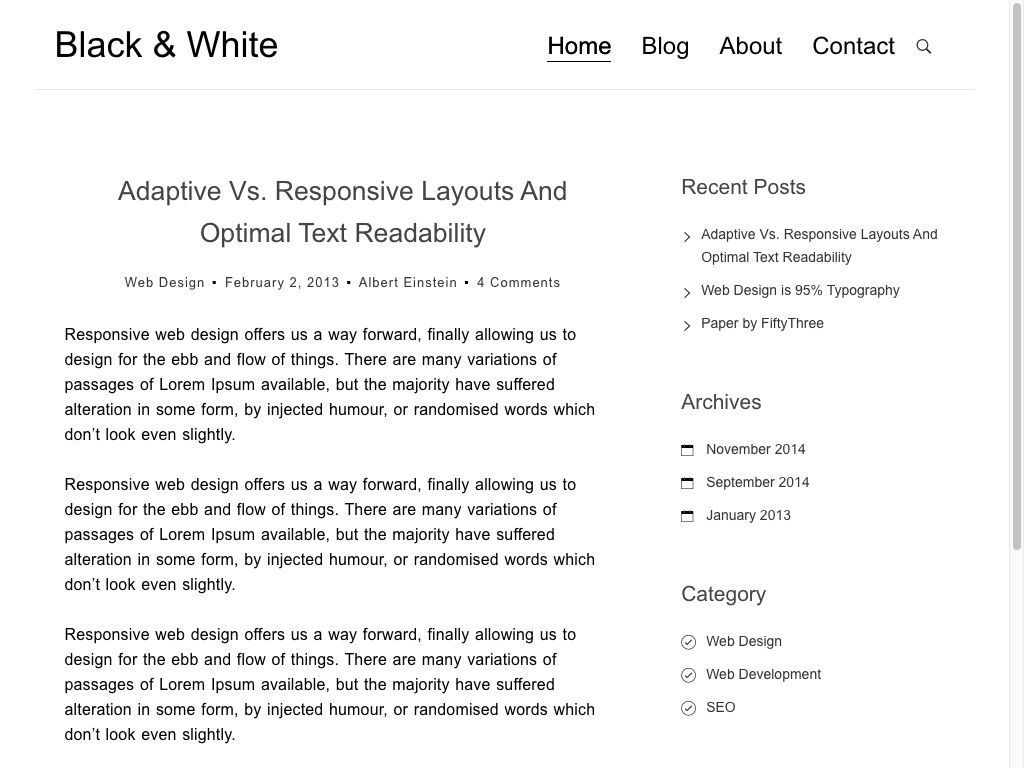 Black & White
Home Blog About Contact
Adaptive Vs. Responsive Layouts And
Optimal Text Readability
Web Design ▪ February 2, 2013 ▪ Albert Einstein ▪ 4 Comments
Responsive web design offers us a way forward, finally allowing us to
design for the ebb and flow of things. There are many variations of
passages of Lorem Ipsum available, but the majority have suffered
alteration in some form, by injected humour, or randomised words which
don’t look even slightly.
Responsive web design offers us a way forward, finally allowing us to
design for the ebb and flow of things. There are many variations of
passages of Lorem Ipsum available, but the majority have suffered
alteration in some form, by injected humour, or randomised words which
don’t look even slightly.
Responsive web design offers us a way forward, finally allowing us to
design for the ebb and flow of things. There are many variations of
passages of Lorem Ipsum available, but the majority have suffered
alteration in some form, by injected humour, or randomised words which
don’t look even slightly.
Recent Posts
Adaptive Vs. Responsive Layouts And
Optimal Text Readability
Web Design is 95% Typography
Paper by FiftyThree
Archives
November 2014
September 2014
January 2013
Category
Web Design
Web Development
SEO